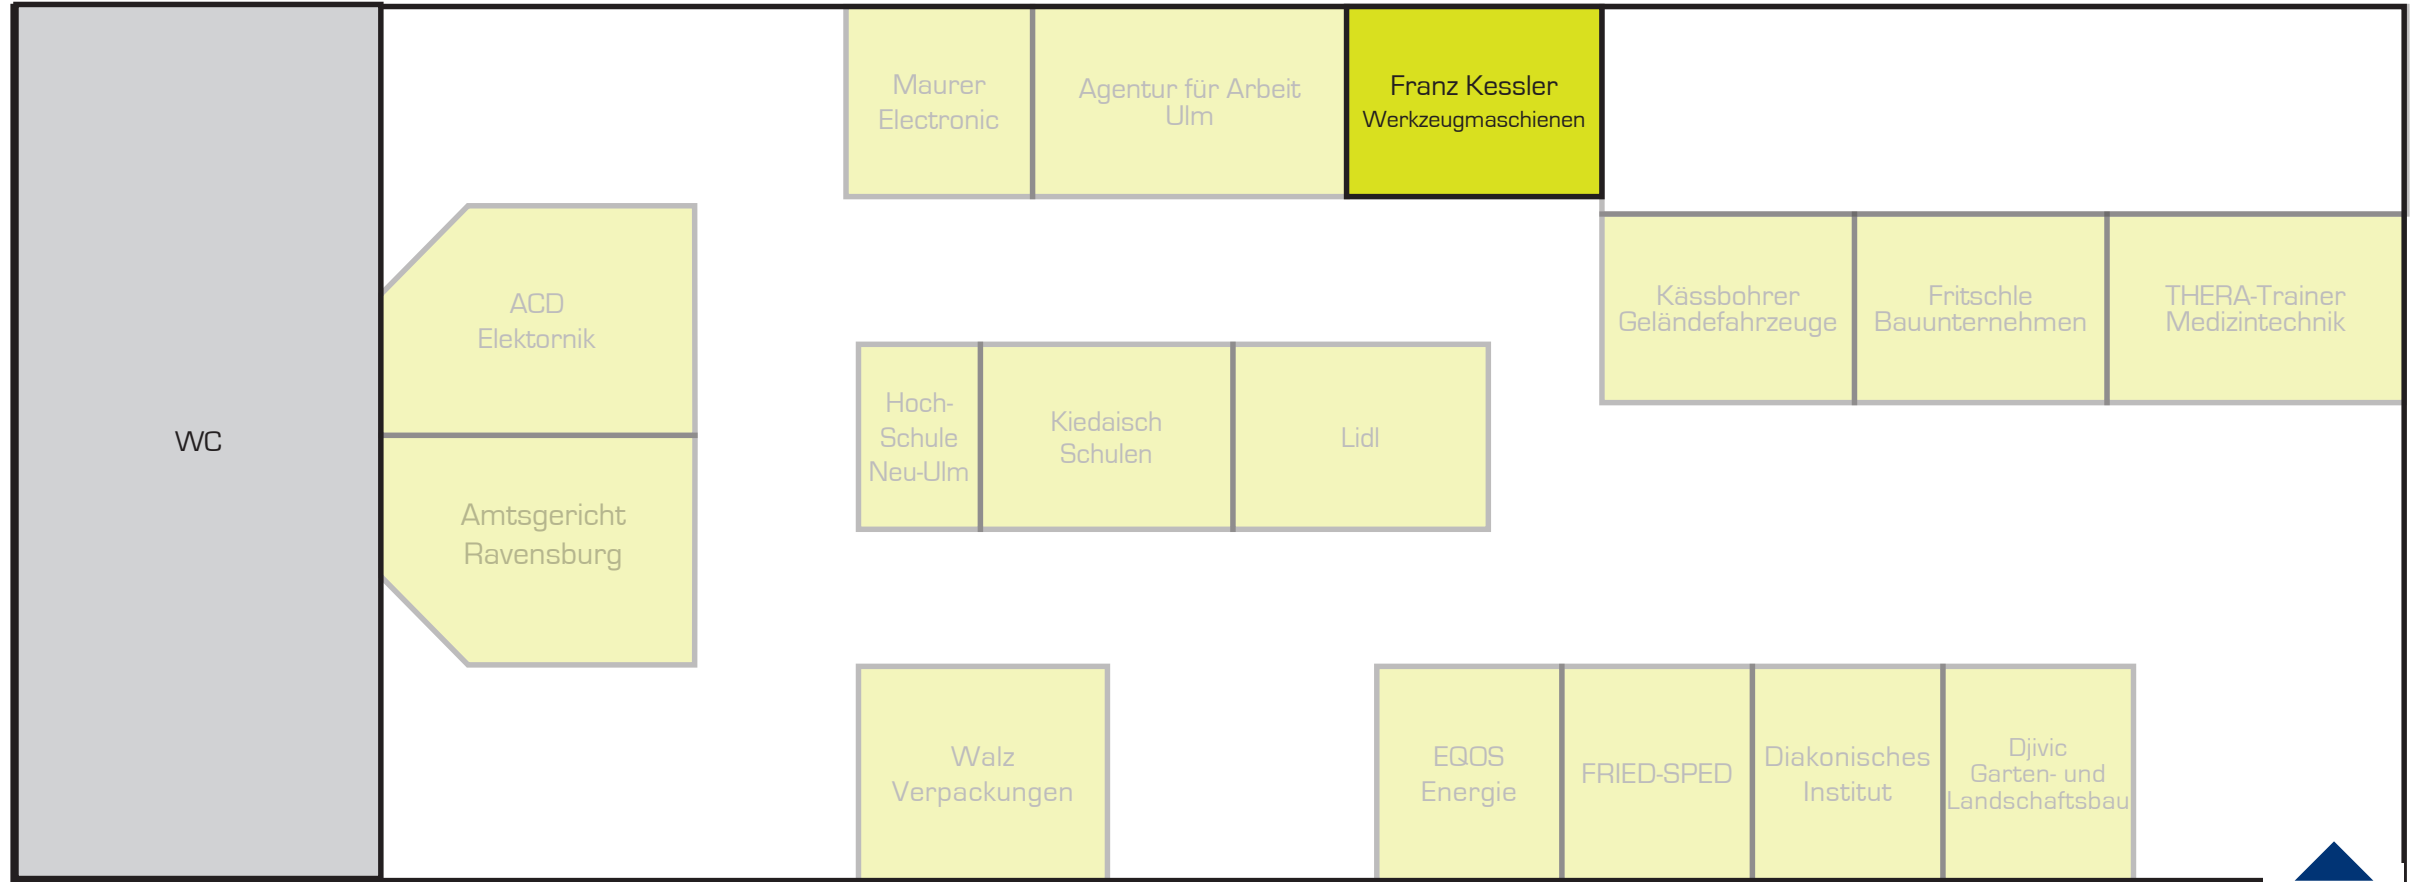 Maurer
Electronic
Agentur für Arbeit
Ulm
Franz Kessler
Werkzeugmaschienen
ACD
Elektornik
Kässbohrer
Geländefahrzeuge
Fritschle
Bauunternehmen
THERA-Trainer
Medizintechnik
WC
Hoch-
Schule
Neu-Ulm
Kiedaisch
Schulen
Lidl
Amtsgericht
Ravensburg
Walz
Verpackungen
EQOS
Energie
FRIED-SPED
Diakonisches
Institut
Djivic
Garten- und
Landschaftsbau